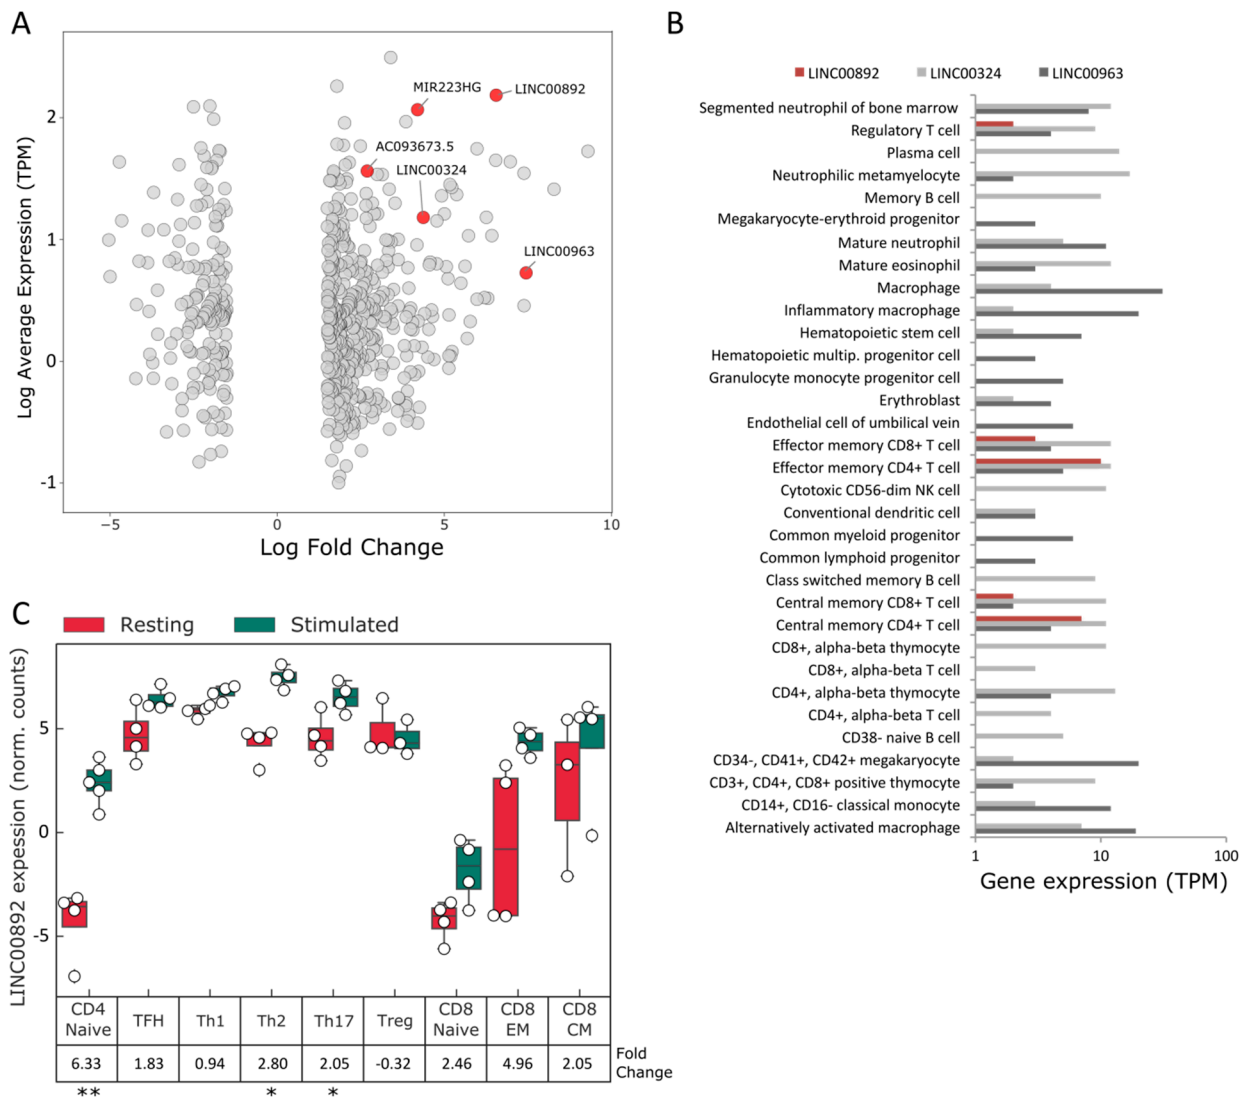 A
2
1
0
-1
−5
0
5
10
Log Average Expression (TPM)
Log Fold Change
MIR223HG
LINC00892
AC093673.5
LINC00324
LINC00963
B
LINC00892 LINC00324 LINC00963
Segmented neutrophil of bone marrow
Regulatory T cell
Plasma cell
Neutrophilic metamyelocyte
Memory B cell
Megakaryocyte-erythroid progenitor
Mature neutrophil
Mature eosinophil
Macrophage
Inflammatory macrophage
Hematopoietic stem cell
Hematopoietic multip. progenitor cell
Granulocyte monocyte progenitor cell
Erythroblast
Endothelial cell of umbilical vein
Effector memory CD8+ T cell
Effector memory CD4+ T cell
Cytotoxic CD56-dim NK cell
Conventional dendritic cell
Common myeloid progenitor
Common lymphoid progenitor
Class switched memory B cell
Central memory CD8+ T cell
Central memory CD4+ T cell
CD8+, alpha-beta thymocyte
CD8+, alpha-beta T cell
CD4+, alpha-beta thymocyte
CD4+, alpha-beta T cell
CD38- naive B cell
CD34-, CD41+, CD42+ megakaryocyte
CD3+, CD4+, CD8+ positive thymocyte
CD14+, CD16- classical monocyte
Alternatively activated macrophage
1 10 100
Gene expression (TPM)
C
Resting Stimulated
LINC00892 expession (norm. counts)
5
0
-5
CD4 Naive TFH Th1 Th2 Th17 Treg CD8 Naive CD8 EM CD8 CM
6.33 1.83 0.94 2.80 2.05 -0.32 2.46 4.96 2.05 Fold Change
** * *